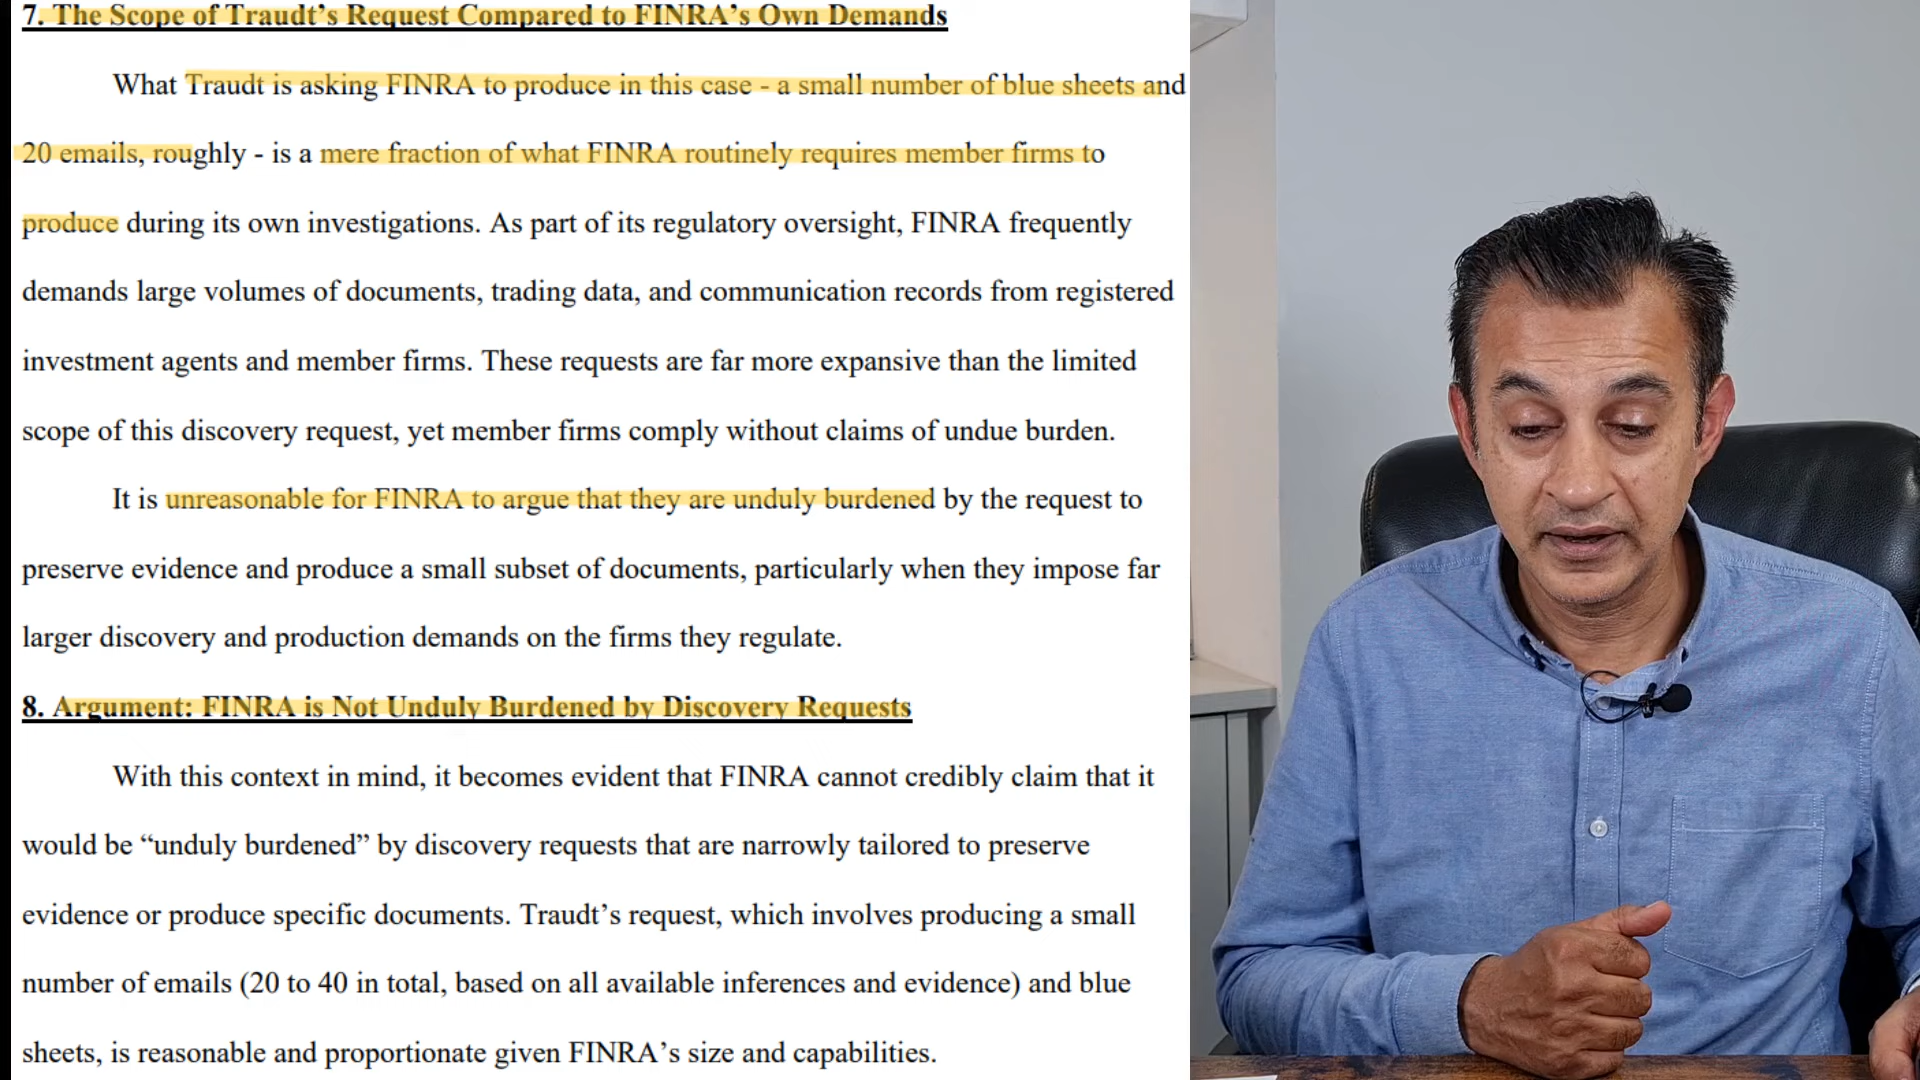 7. The Scope of Traudt’s Request Compared to FINRA’s Own Demands
What Traudt is asking FINRA to produce in this case - a small number of blue sheets and
20 emails, roughly - is a mere fraction of what FINRA routinely requires member firms to
produce during its own investigations. As part of its regulatory oversight, FINRA frequently
demands large volumes of documents, trading data, and communication records from registered
investment agents and member firms. These requests are far more expansive than the limited
scope of this discovery request, yet member firms comply without claims of undue burden.
It is unreasonable for FINRA to argue that they are unduly burdened by the request to
preserve evidence and produce a small subset of documents, particularly when they impose far
larger discovery and production demands on the firms they regulate.
8. Argument: FINRA is Not Unduly Burdened by Discovery Requests
With this context in mind, it becomes evident that FINRA cannot credibly claim that it
would be “unduly burdened” by discovery requests that are narrowly tailored to preserve
evidence or produce specific documents. Traudt’s request, which involves producing a small
number of emails (20 to 40 in total, based on all available inferences and evidence) and blue
sheets, is reasonable and proportionate given FINRA’s size and capabilities.